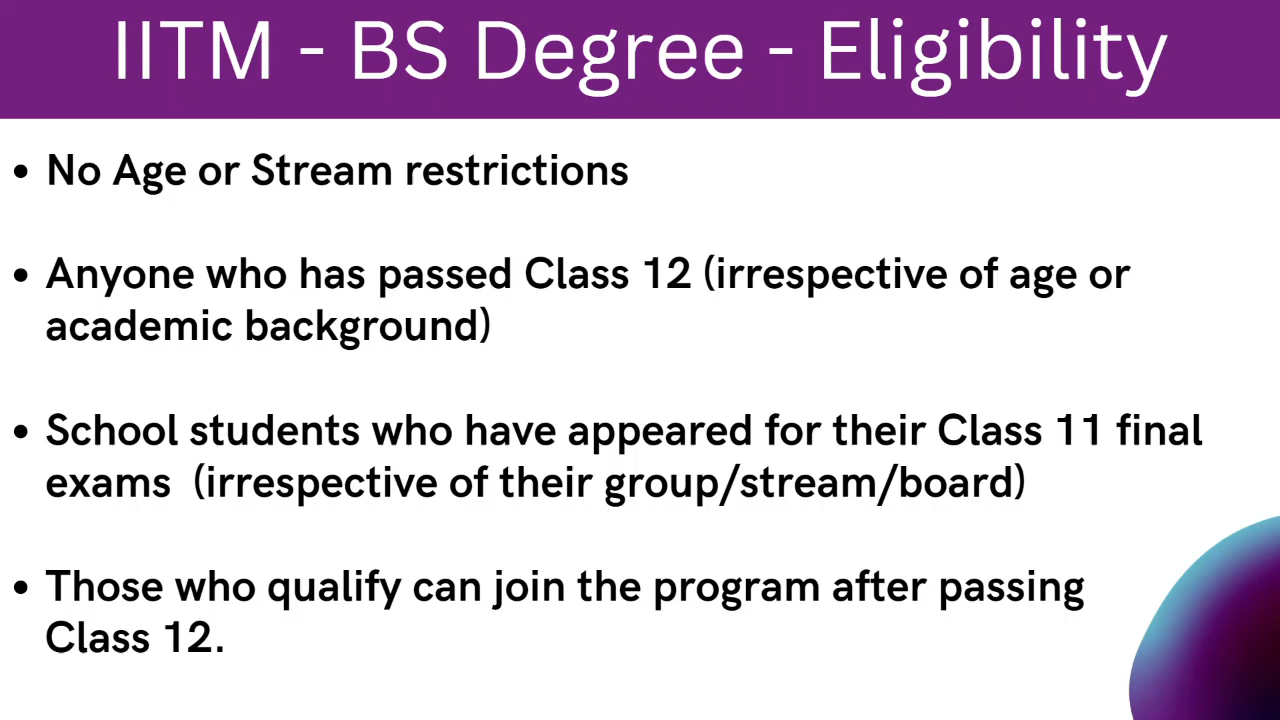 IITM - BS Degree - Eligibility
• No Age or Stream restrictions
• Anyone who has passed Class 12 (irrespective of age or
academic background)
• School students who have appeared for their Class 11 final
exams  (irrespective of their group/stream/board)
• Those who qualify can join the program after passing
Class 12.